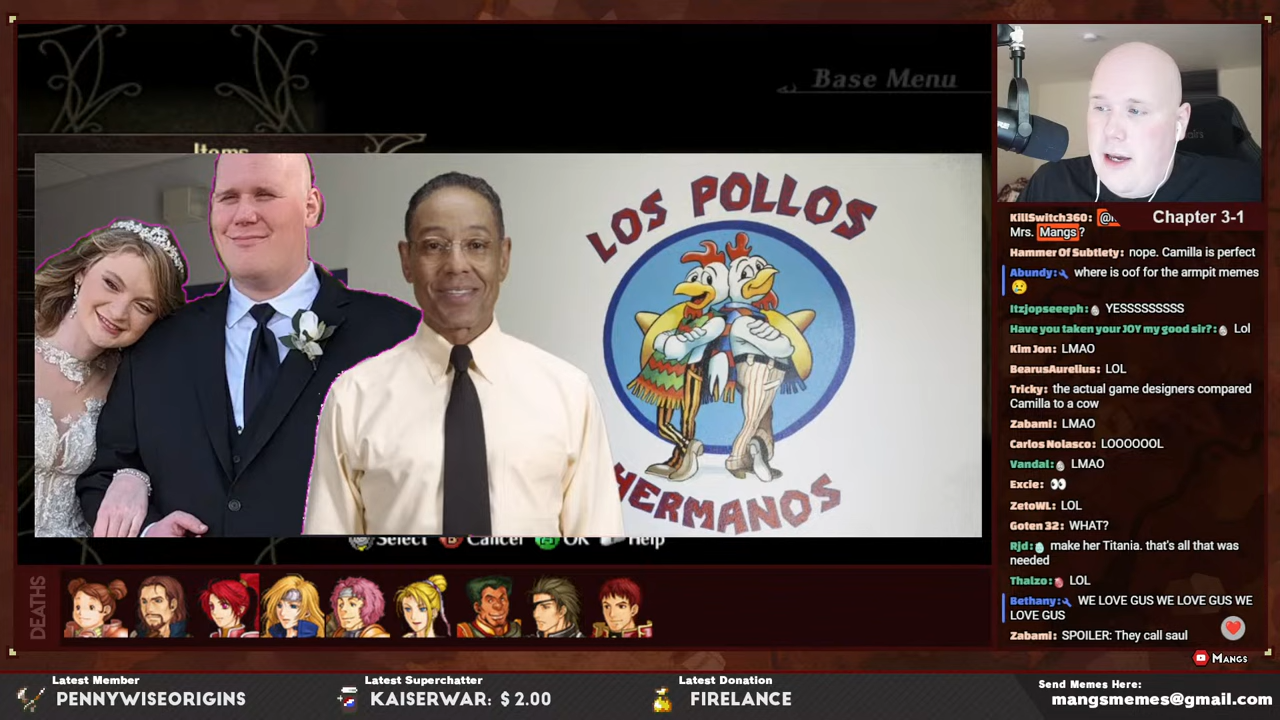 Base Menu
Items
LOS POLLOS
HERMANOS
Select Cancel OK Help
Chapter 3-1
KillSwitch360:
Mrs. Mangs?
Hammer Of Subtlety: nope. Camilla is perfect
Abundy: where is oof for the armpit memes
😢
Itzjopseeeph: YESSSSSSSSS
Have you taken your JOY my good sir?: Lol
Kim Jon: LMAO
BearusAurelius: LOL
Tricky: the actual game designers compared
Camilla to a cow
Zabami: LMAO
Carlos Nolasco: LOOOOOOL
Vandal: LMAO
Excie: 👀
ZetoWL: LOL
Goten 32: WHAT?
Rjd: make her Titania. that's all that was
needed
Thalzo: LOL
Bethany: WE LOVE GUS WE LOVE GUS WE
LOVE GUS
Zabami: SPOILER: They call saul
DEATHS
MANGS
Latest Member
PENNYWISEORIGINS
Latest Superchatter
KAISERWAR: $ 2.00
Latest Donation
FIRELANCE
Send Memes Here:
mangsmemes@gmail.com